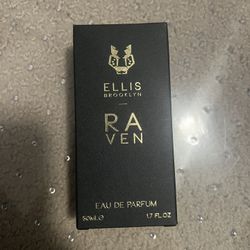 ELLIS
BROOKLYN
RA
VEN
EAU DE PARFUM
50ML ℮
1.7 FL.OZ